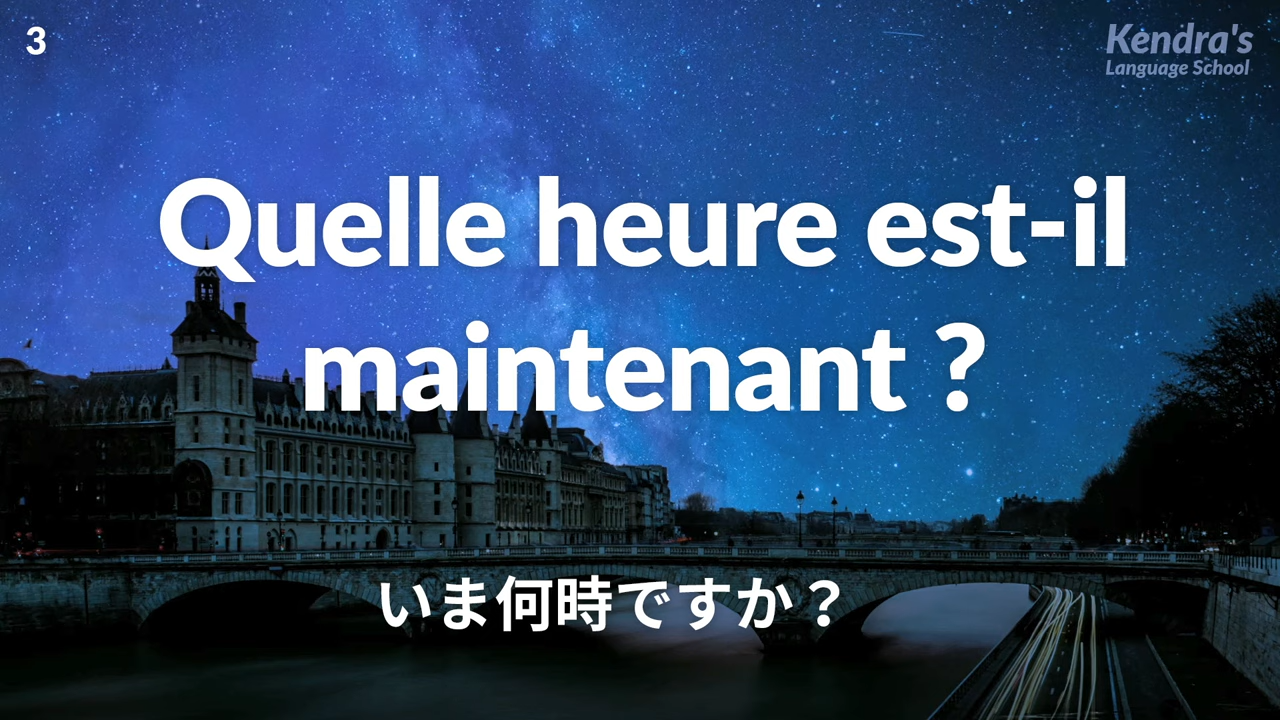 3
Kendra's
Language School
Quelle heure est-il
maintenant ?
いま何時ですか？